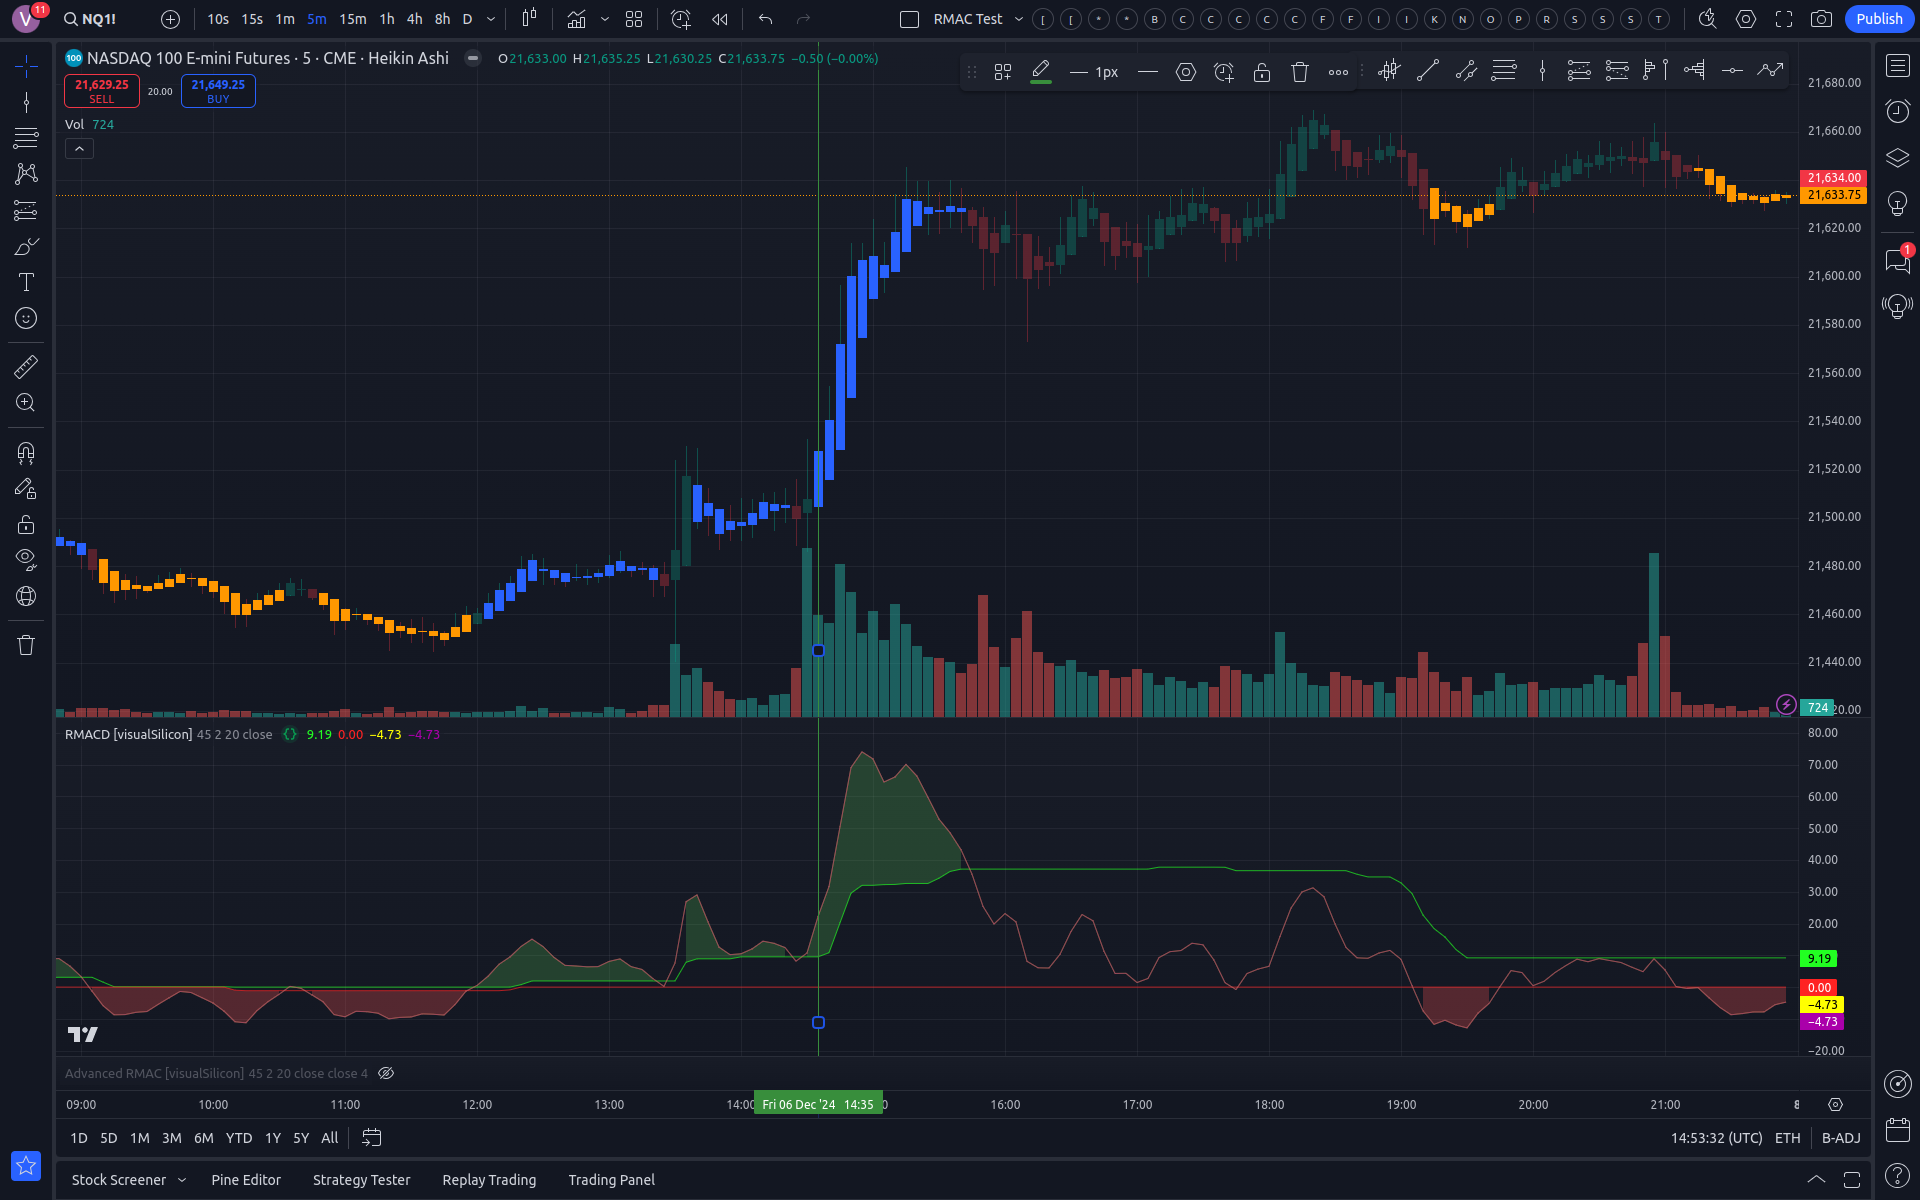 V 11 NQ1! 10s 15s 1m 5m 15m 1h 4h 8h D RMAC Test [ [ * * B C C C C C F F I I K N O P R S S S T Publish
100 NASDAQ 100 E-mini Futures · 5 · CME · Heikin Ashi O21,633.00 H21,635.25 L21,630.25 C21,633.75 −0.50 (−0.00%)
1px
21,629.25 SELL 20.00 21,649.25 BUY
Vol 724
21,680.00
21,660.00
21,634.00
21,633.75
21,620.00
21,600.00
21,580.00
21,560.00
21,540.00
21,520.00
21,500.00
21,480.00
21,460.00
21,440.00
724
20.00
1
RMACD [visualSilicon] 45 2 20 close {} 9.19 0.00 −4.73 −4.73
80.00
70.00
60.00
50.00
40.00
30.00
20.00
9.19
0.00
−4.73
−4.73
−20.00
Advanced RMAC [visualSilicon] 45 2 20 close close 4
09:00 10:00 11:00 12:00 13:00 14:00 Fri 06 Dec '24 14:35 16:00 17:00 18:00 19:00 20:00 21:00
1D 5D 1M 3M 6M YTD 1Y 5Y All 14:53:32 (UTC) ETH B-ADJ
Stock Screener Pine Editor Strategy Tester Replay Trading Trading Panel